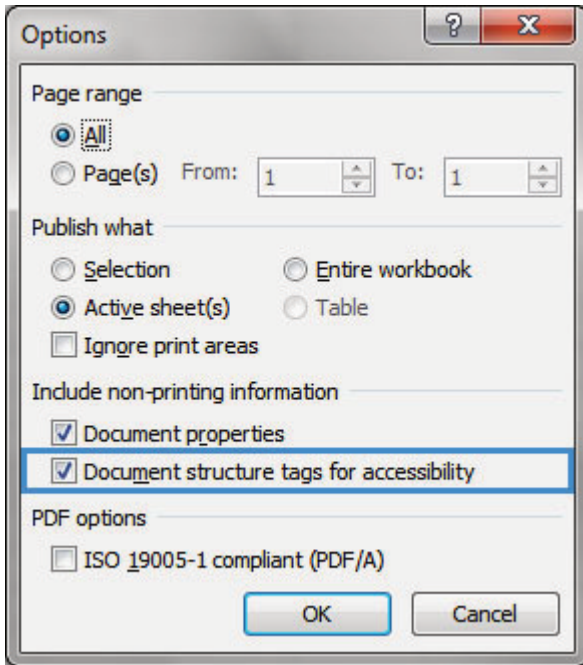 Options
Page range
All
Page(s) From: 1 To: 1
Publish what
Selection Entire workbook
Active sheet(s) Table
Ignore print areas
Include non-printing information
Document properties
Document structure tags for accessibility
PDF options
ISO 19005-1 compliant (PDF/A)
OK Cancel